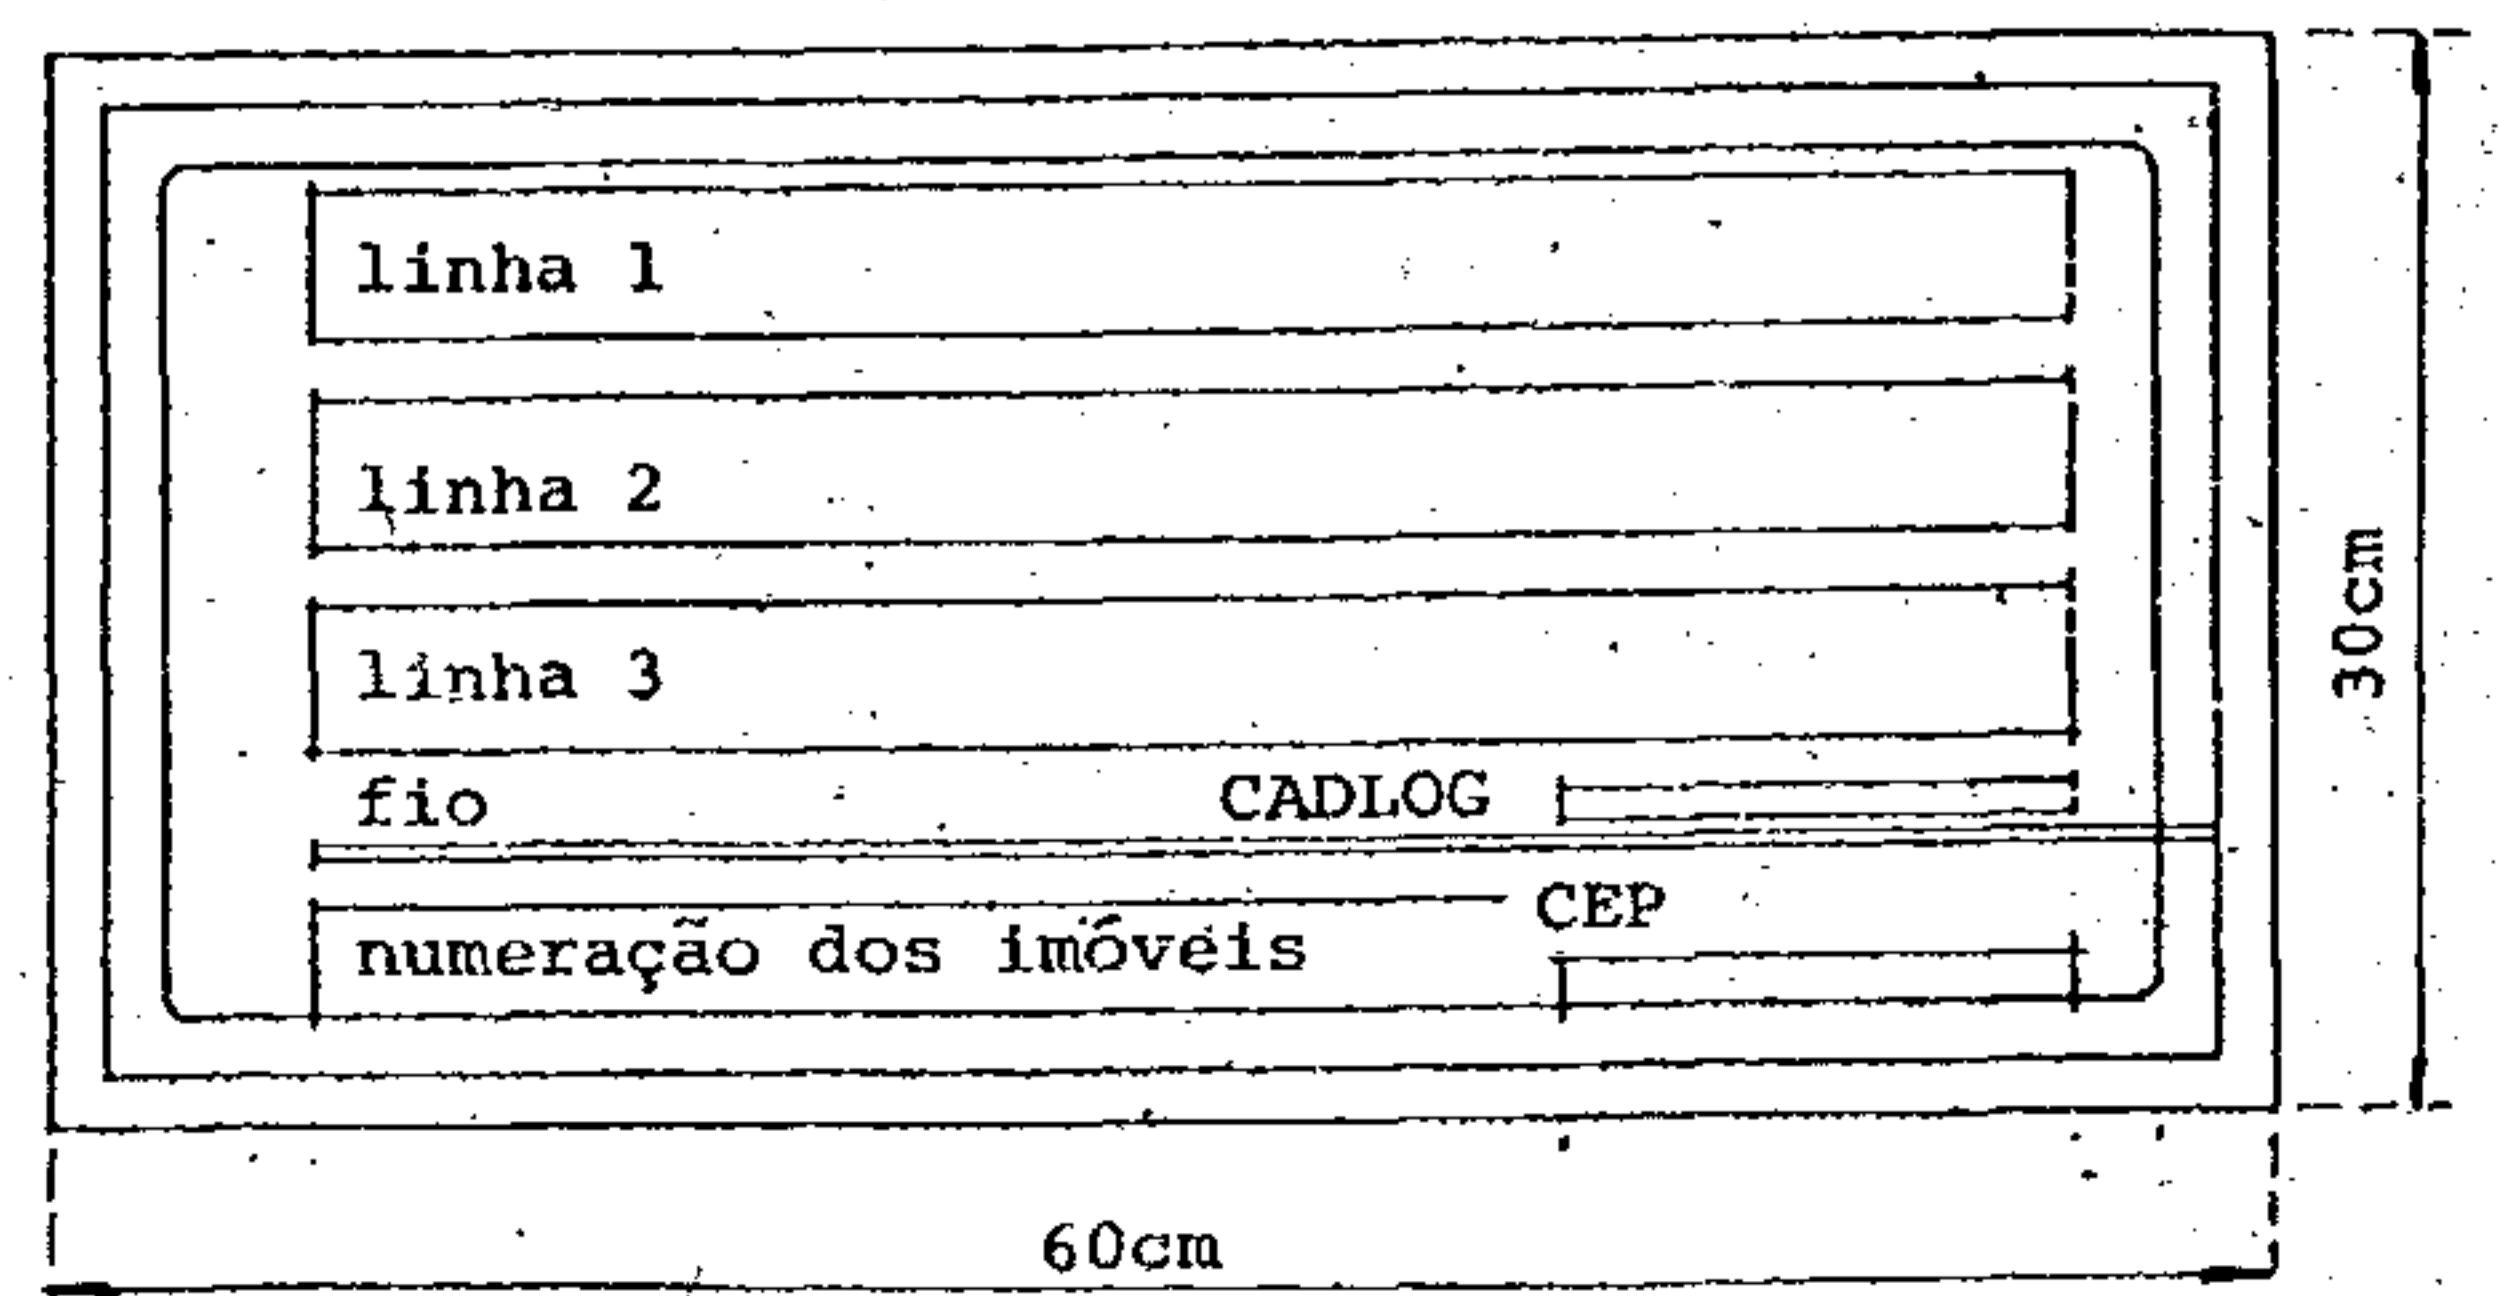 linha 1
linha 2
linha 3
fio CADLOG
CEP
numeração dos imóveis
30cm
60cm